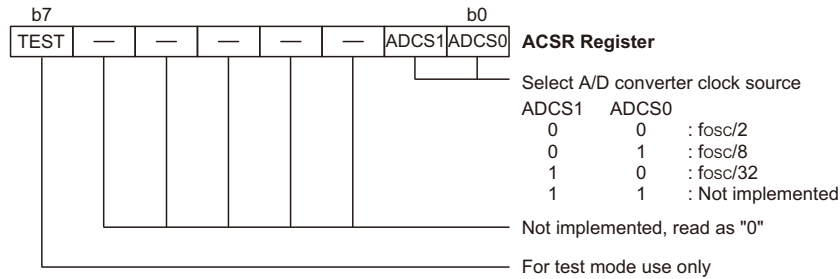 b7 b0
TEST — — — — — ADCS1 ADCS0 ACSR Register
Select A/D converter clock source
ADCS1 ADCS0
0 0 : fosc/2
0 1 : fosc/8
1 0 : fosc/32
1 1 : Not implemented
Not implemented, read as "0"
For test mode use only